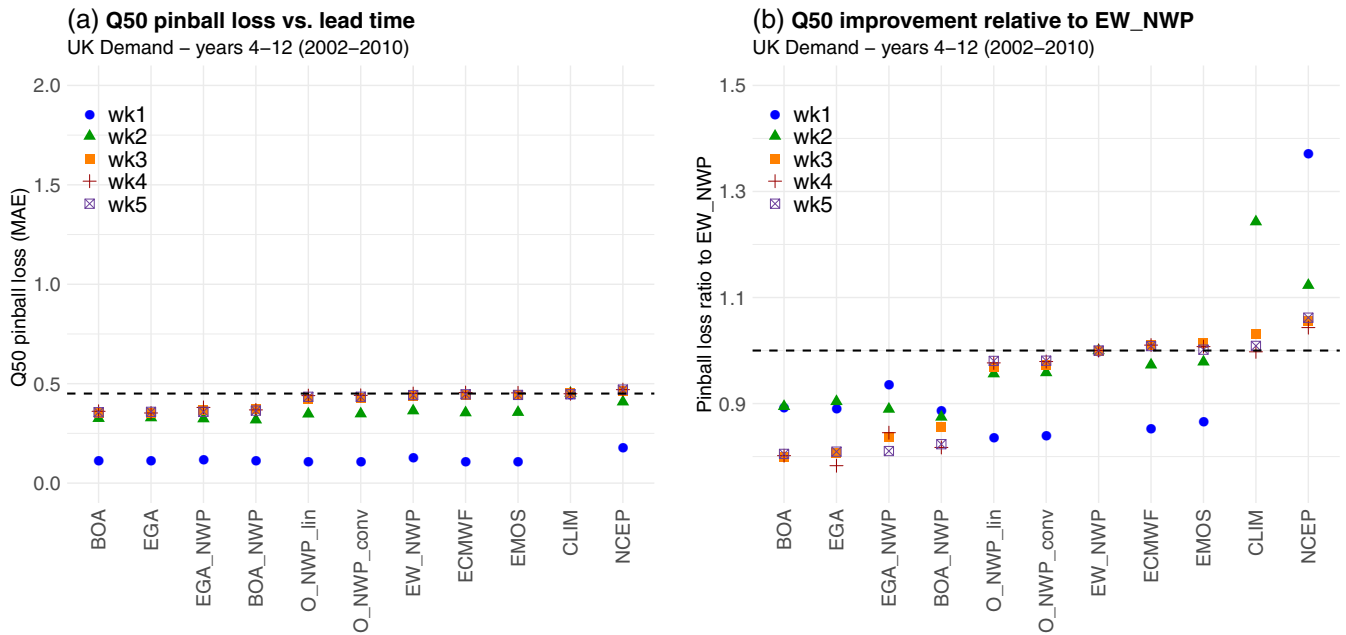 (a) Q50 pinball loss vs. lead time
UK Demand – years 4–12 (2002–2010)
Q50 pinball loss (MAE)
2.0
1.5
1.0
0.5
0.0
wk1
wk2
wk3
wk4
wk5
BOA
EGA
EGA_NWP
BOA_NWP
O_NWP_lin
O_NWP_conv
EW_NWP
ECMWF
EMOS
CLIM
NCEP
(b) Q50 improvement relative to EW_NWP
UK Demand – years 4–12 (2002–2010)
Pinball loss ratio to EW_NWP
1.5
1.3
1.1
0.9
wk1
wk2
wk3
wk4
wk5
BOA
EGA
EGA_NWP
BOA_NWP
O_NWP_lin
O_NWP_conv
EW_NWP
ECMWF
EMOS
CLIM
NCEP